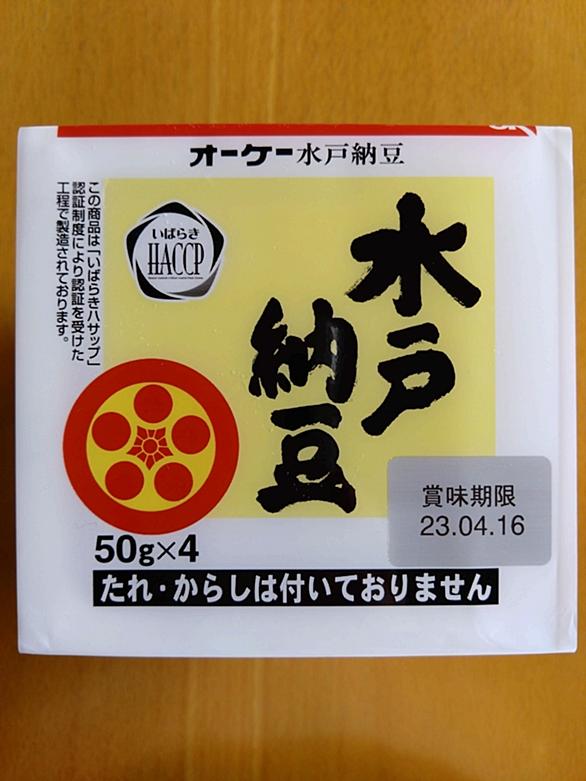 オーケー水戸納豆
この商品は「いばらきハサップ」
認証制度により認証を受けた
工程で製造されております。
いばらき
HACCP
水戸
納豆
賞味期限
23.04.16
50g×4
たれ・からしは付いておりません